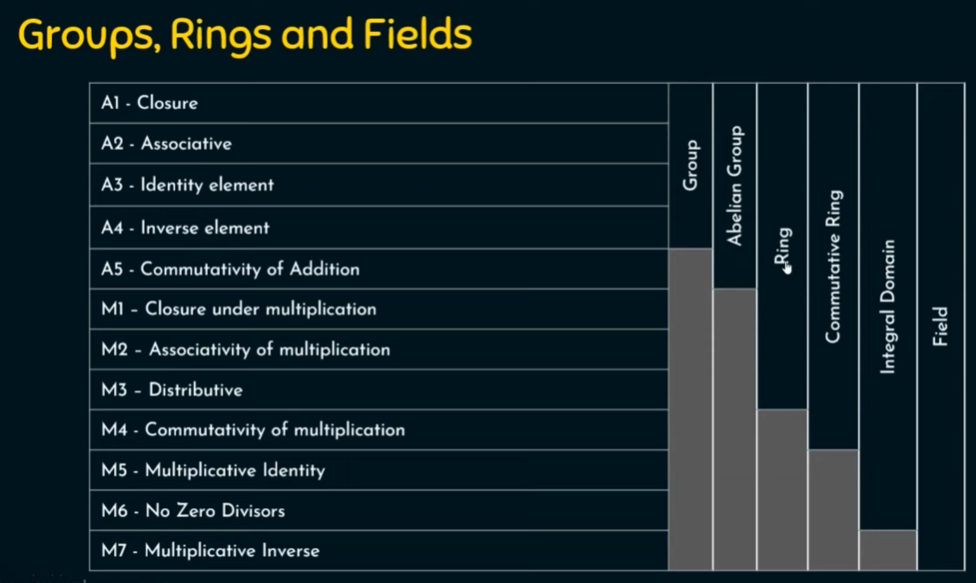 Groups, Rings and Fields
A1 - Closure
A2 - Associative
A3 - Identity element
A4 - Inverse element
A5 - Commutativity of Addition
M1 – Closure under multiplication
M2 – Associativity of multiplication
M3 – Distributive
M4 - Commutativity of multiplication
M5 - Multiplicative Identity
M6 - No Zero Divisors
M7 - Multiplicative Inverse
Group
Abelian Group
Ring
Commutative Ring
Integral Domain
Field